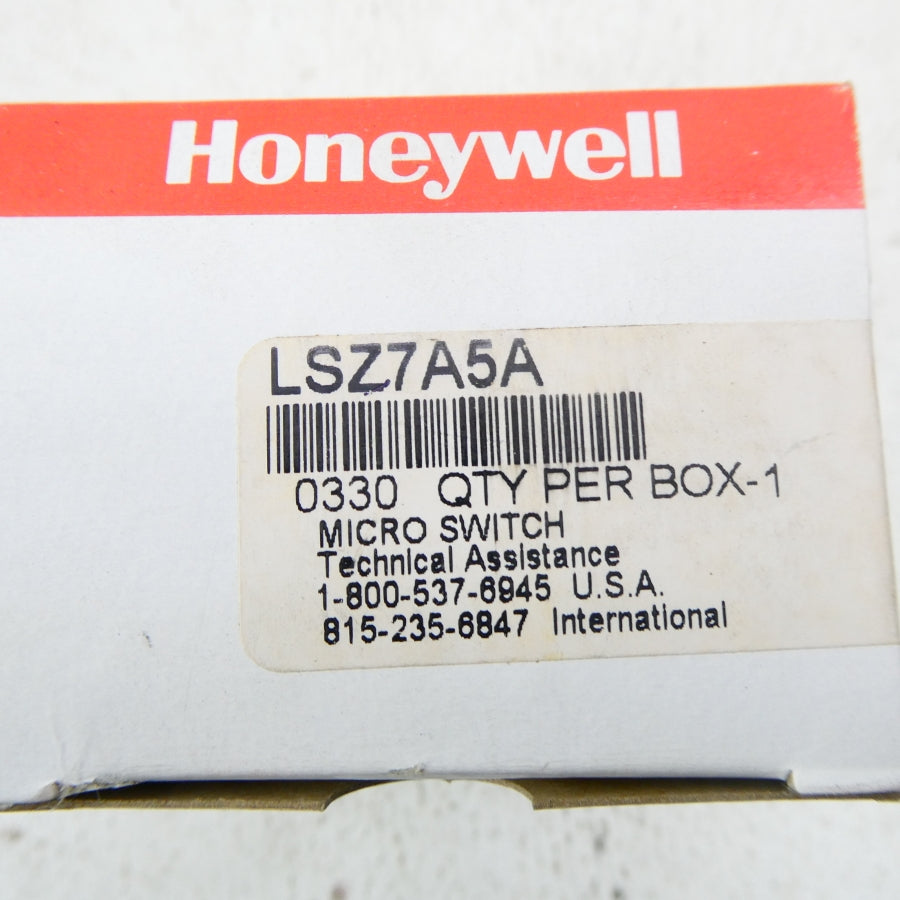 Honeywell
LSZ7A5A
0330 QTY PER BOX-1
MICRO SWITCH
Technical Assistance
1-800-537-6945 U.S.A.
815-235-6847 International